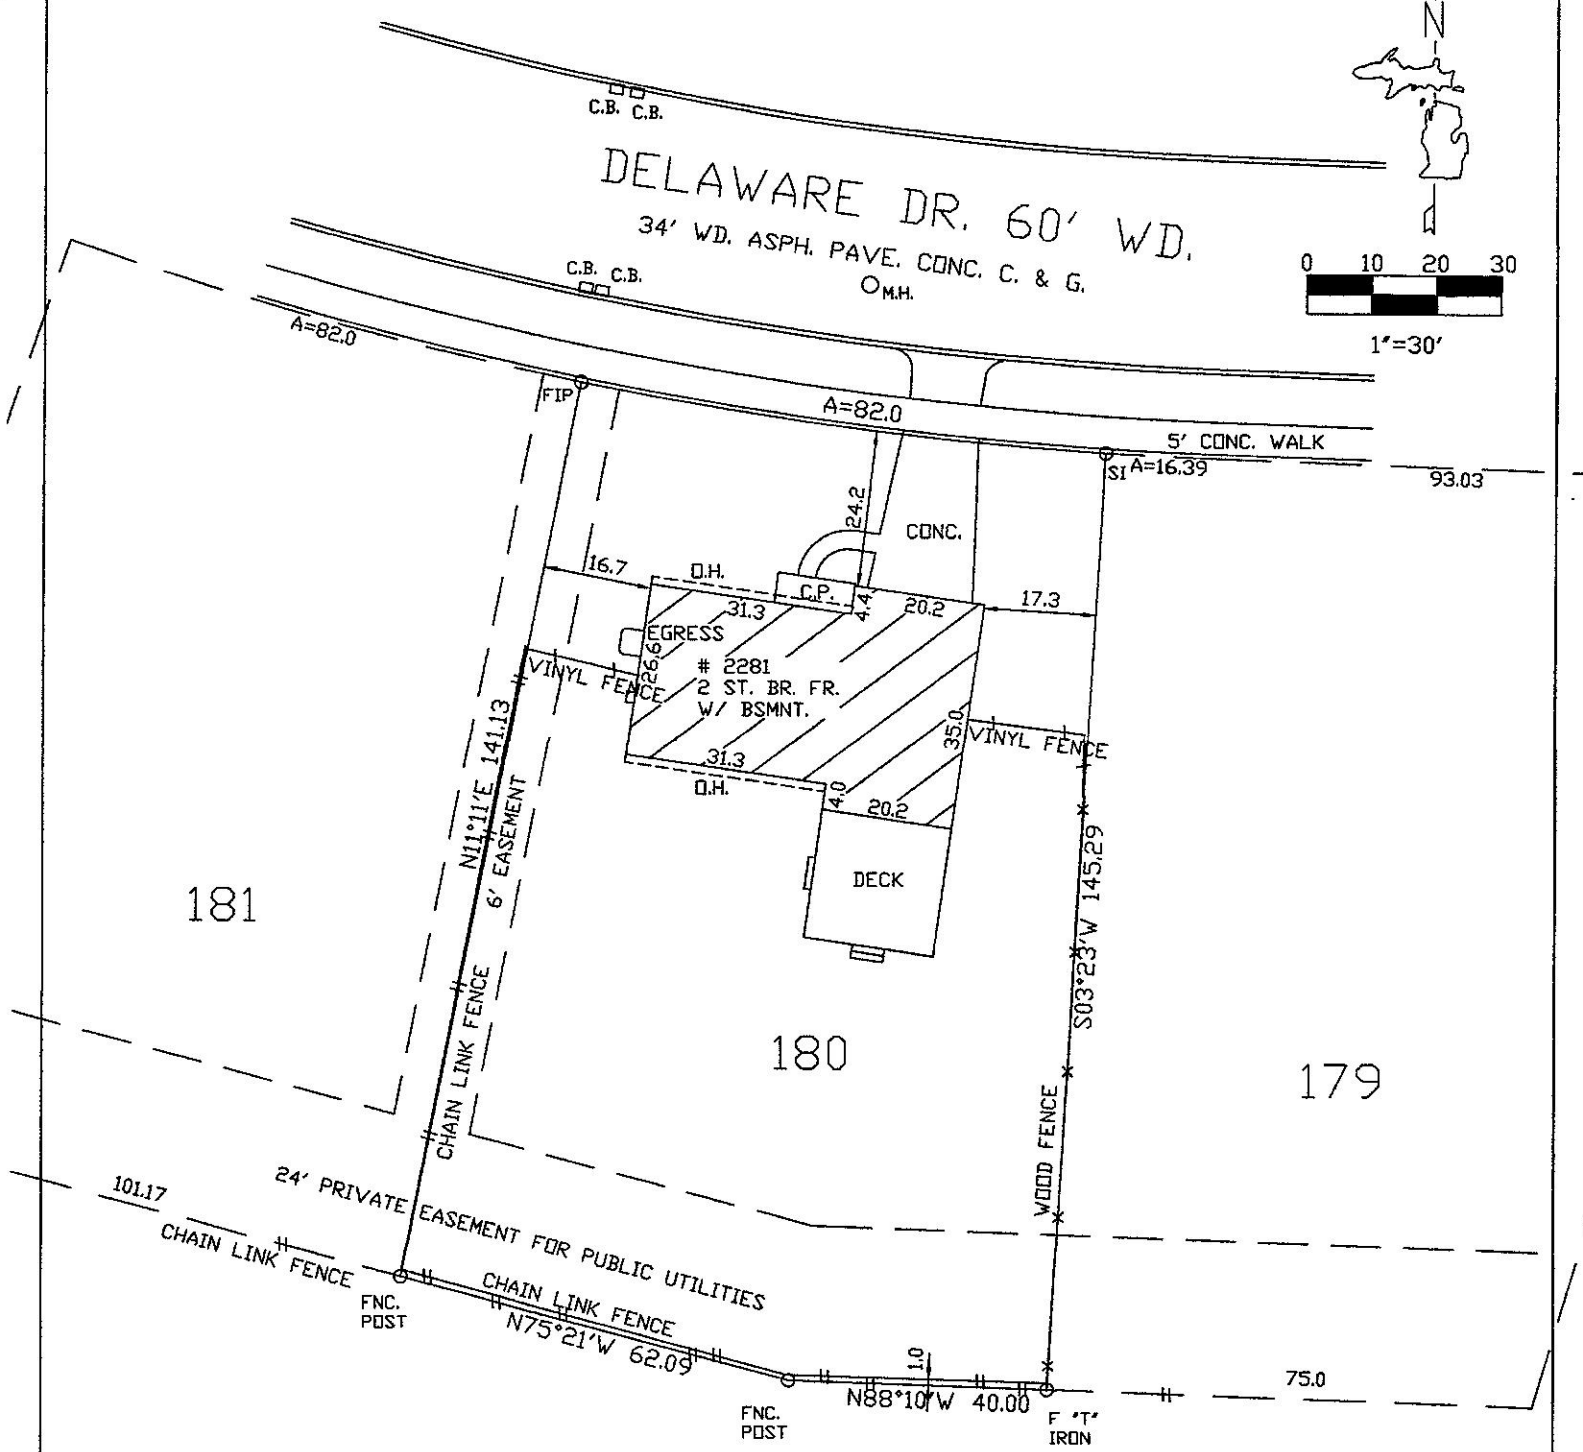 N
C.B. C.B.
DELAWARE DR. 60' WD.
34' WD. ASPH. PAVE. CONC. C. & G.
C.B. C.B.
M.H.
0 10 20 30
1"=30'
A=82.0
FIP
A=82.0
5' CONC. WALK
SI
A=16.39
93.03
24.2
CONC.
16.7
O.H.
C.P.
4.4
31.3
20.2
17.3
EGRESS
26.6
# 2281
2 ST. BR. FR.
W/ BSMNT.
VINYL FENCE
35.0
VINYL FENCE
31.3
O.H.
4.0
20.2
N11°11'E 141.13
6' EASEMENT
DECK
S03°23'W 145.29
181
180
179
CHAIN LINK FENCE
WOOD FENCE
24' PRIVATE EASEMENT FOR PUBLIC UTILITIES
101.17
CHAIN LINK FENCE
CHAIN LINK FENCE
FNC.
POST
N75°21'W 62.09
1.0
N88°10'W 40.00
75.0
FNC.
POST
F "T"
IRON